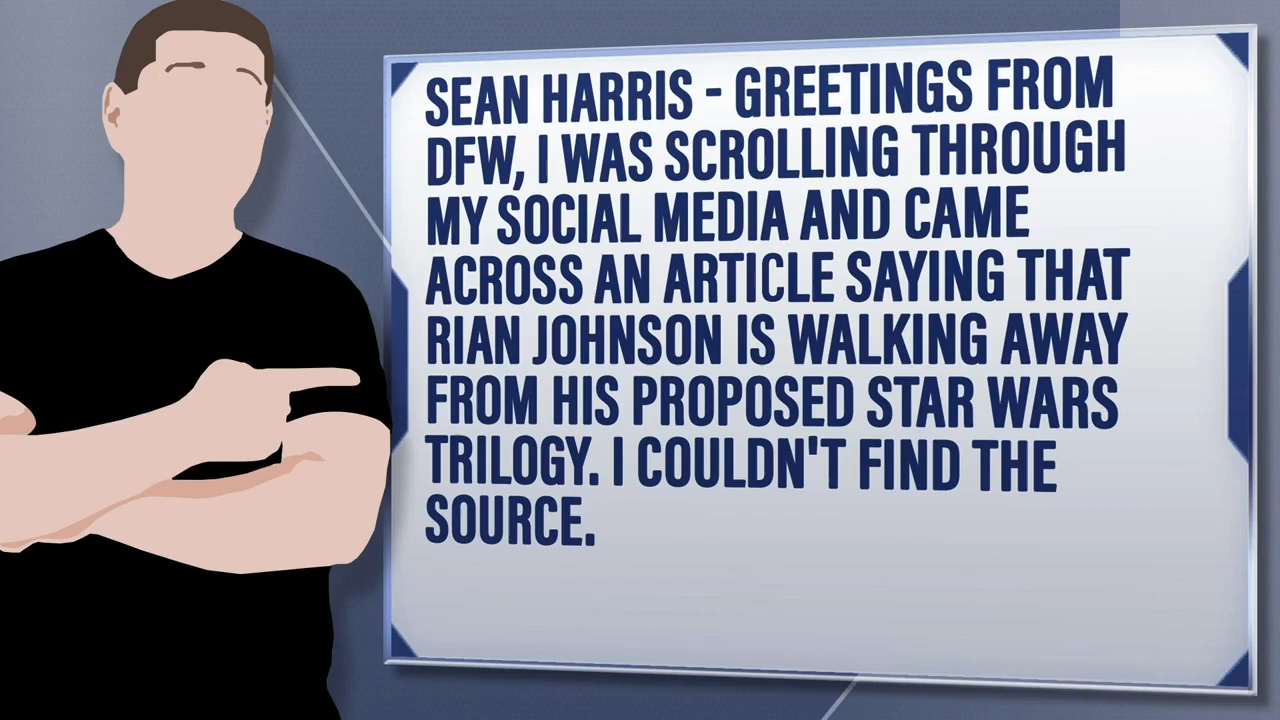 SEAN HARRIS - GREETINGS FROM
DFW, I WAS SCROLLING THROUGH
MY SOCIAL MEDIA AND CAME
ACROSS AN ARTICLE SAYING THAT
RIAN JOHNSON IS WALKING AWAY
FROM HIS PROPOSED STAR WARS
TRILOGY. I COULDN'T FIND THE
SOURCE.